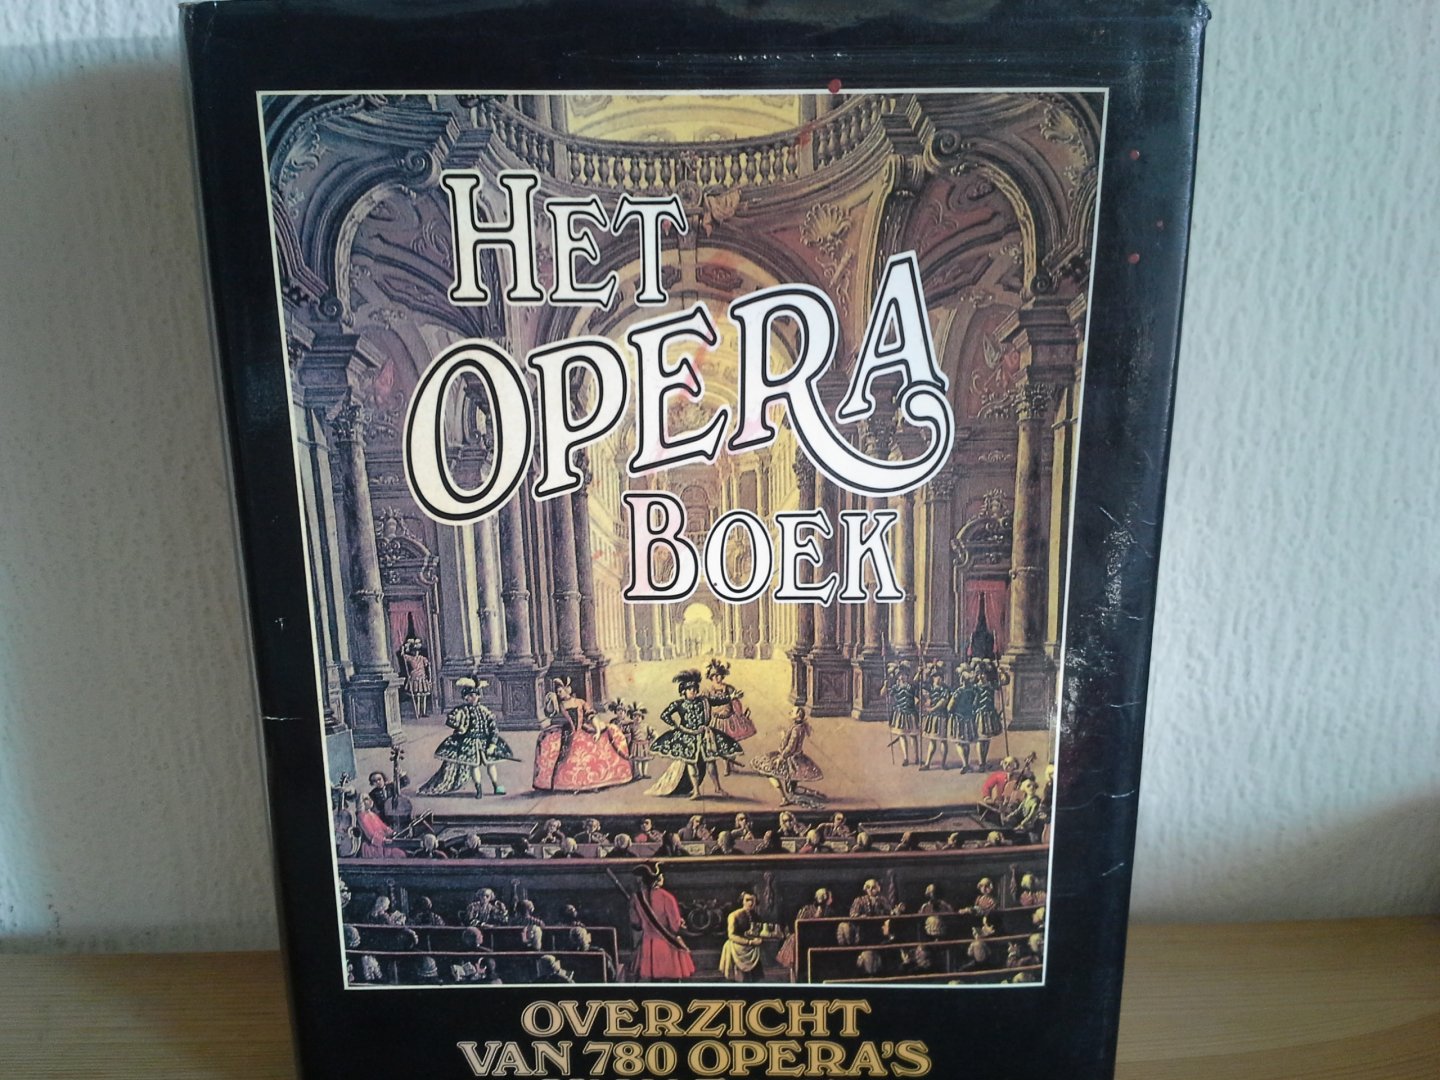 HET
OPERA
BOEK
OVERZICHT
VAN 780 OPERA'S